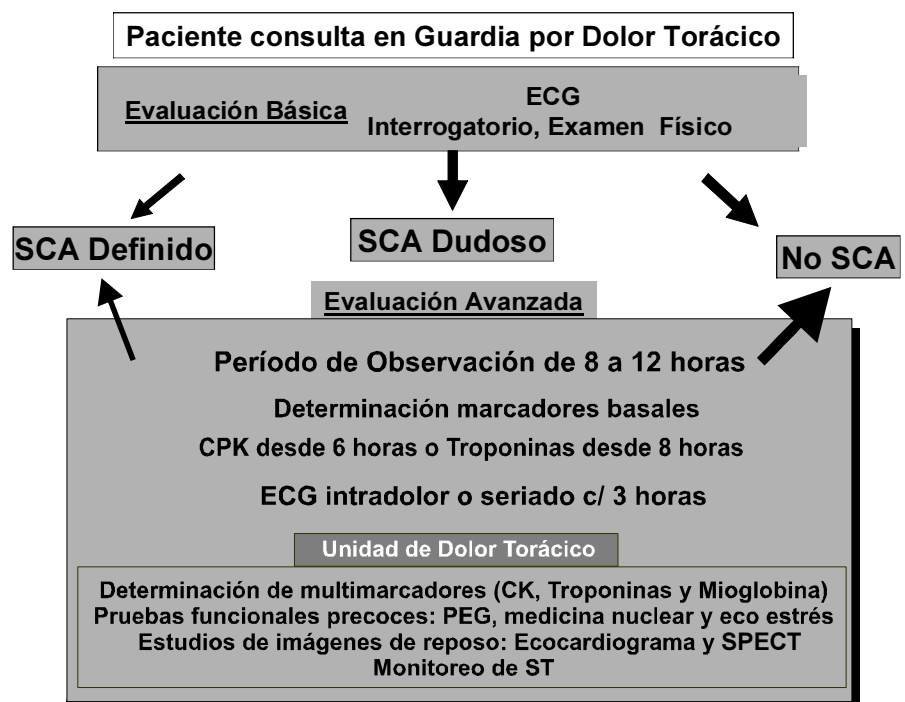 Paciente consulta en Guardia por Dolor Torácico
Evaluación Básica
ECG
Interrogatorio, Examen Físico
SCA Definido
SCA Dudoso
No SCA
Evaluación Avanzada
Período de Observación de 8 a 12 horas
Determinación marcadores basales
CPK desde 6 horas o Troponinas desde 8 horas
ECG intradolor o seriado c/ 3 horas
Unidad de Dolor Torácico
Determinación de multimarcadores (CK, Troponinas y Mioglobina)
Pruebas funcionales precoces: PEG, medicina nuclear y eco estrés
Estudios de imágenes de reposo: Ecocardiograma y SPECT
Monitoreo de ST